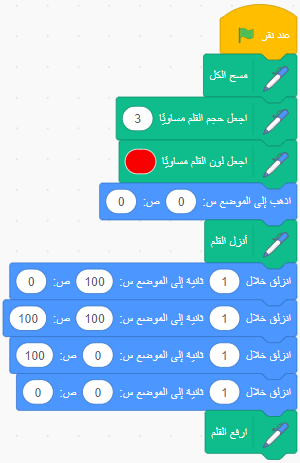 عند نقر
مسح الكل
اجعل حجم القلم مساويًا 3
اجعل لون القلم مساويًا
اذهب إلى الموضع س: 0 ص: 0
أنزل القلم
انزلق خلال 1 ثانية إلى الموضع س: 100 ص: 0
انزلق خلال 1 ثانية إلى الموضع س: 100 ص: 100
انزلق خلال 1 ثانية إلى الموضع س: 0 ص: 100
انزلق خلال 1 ثانية إلى الموضع س: 0 ص: 0
ارفع القلم